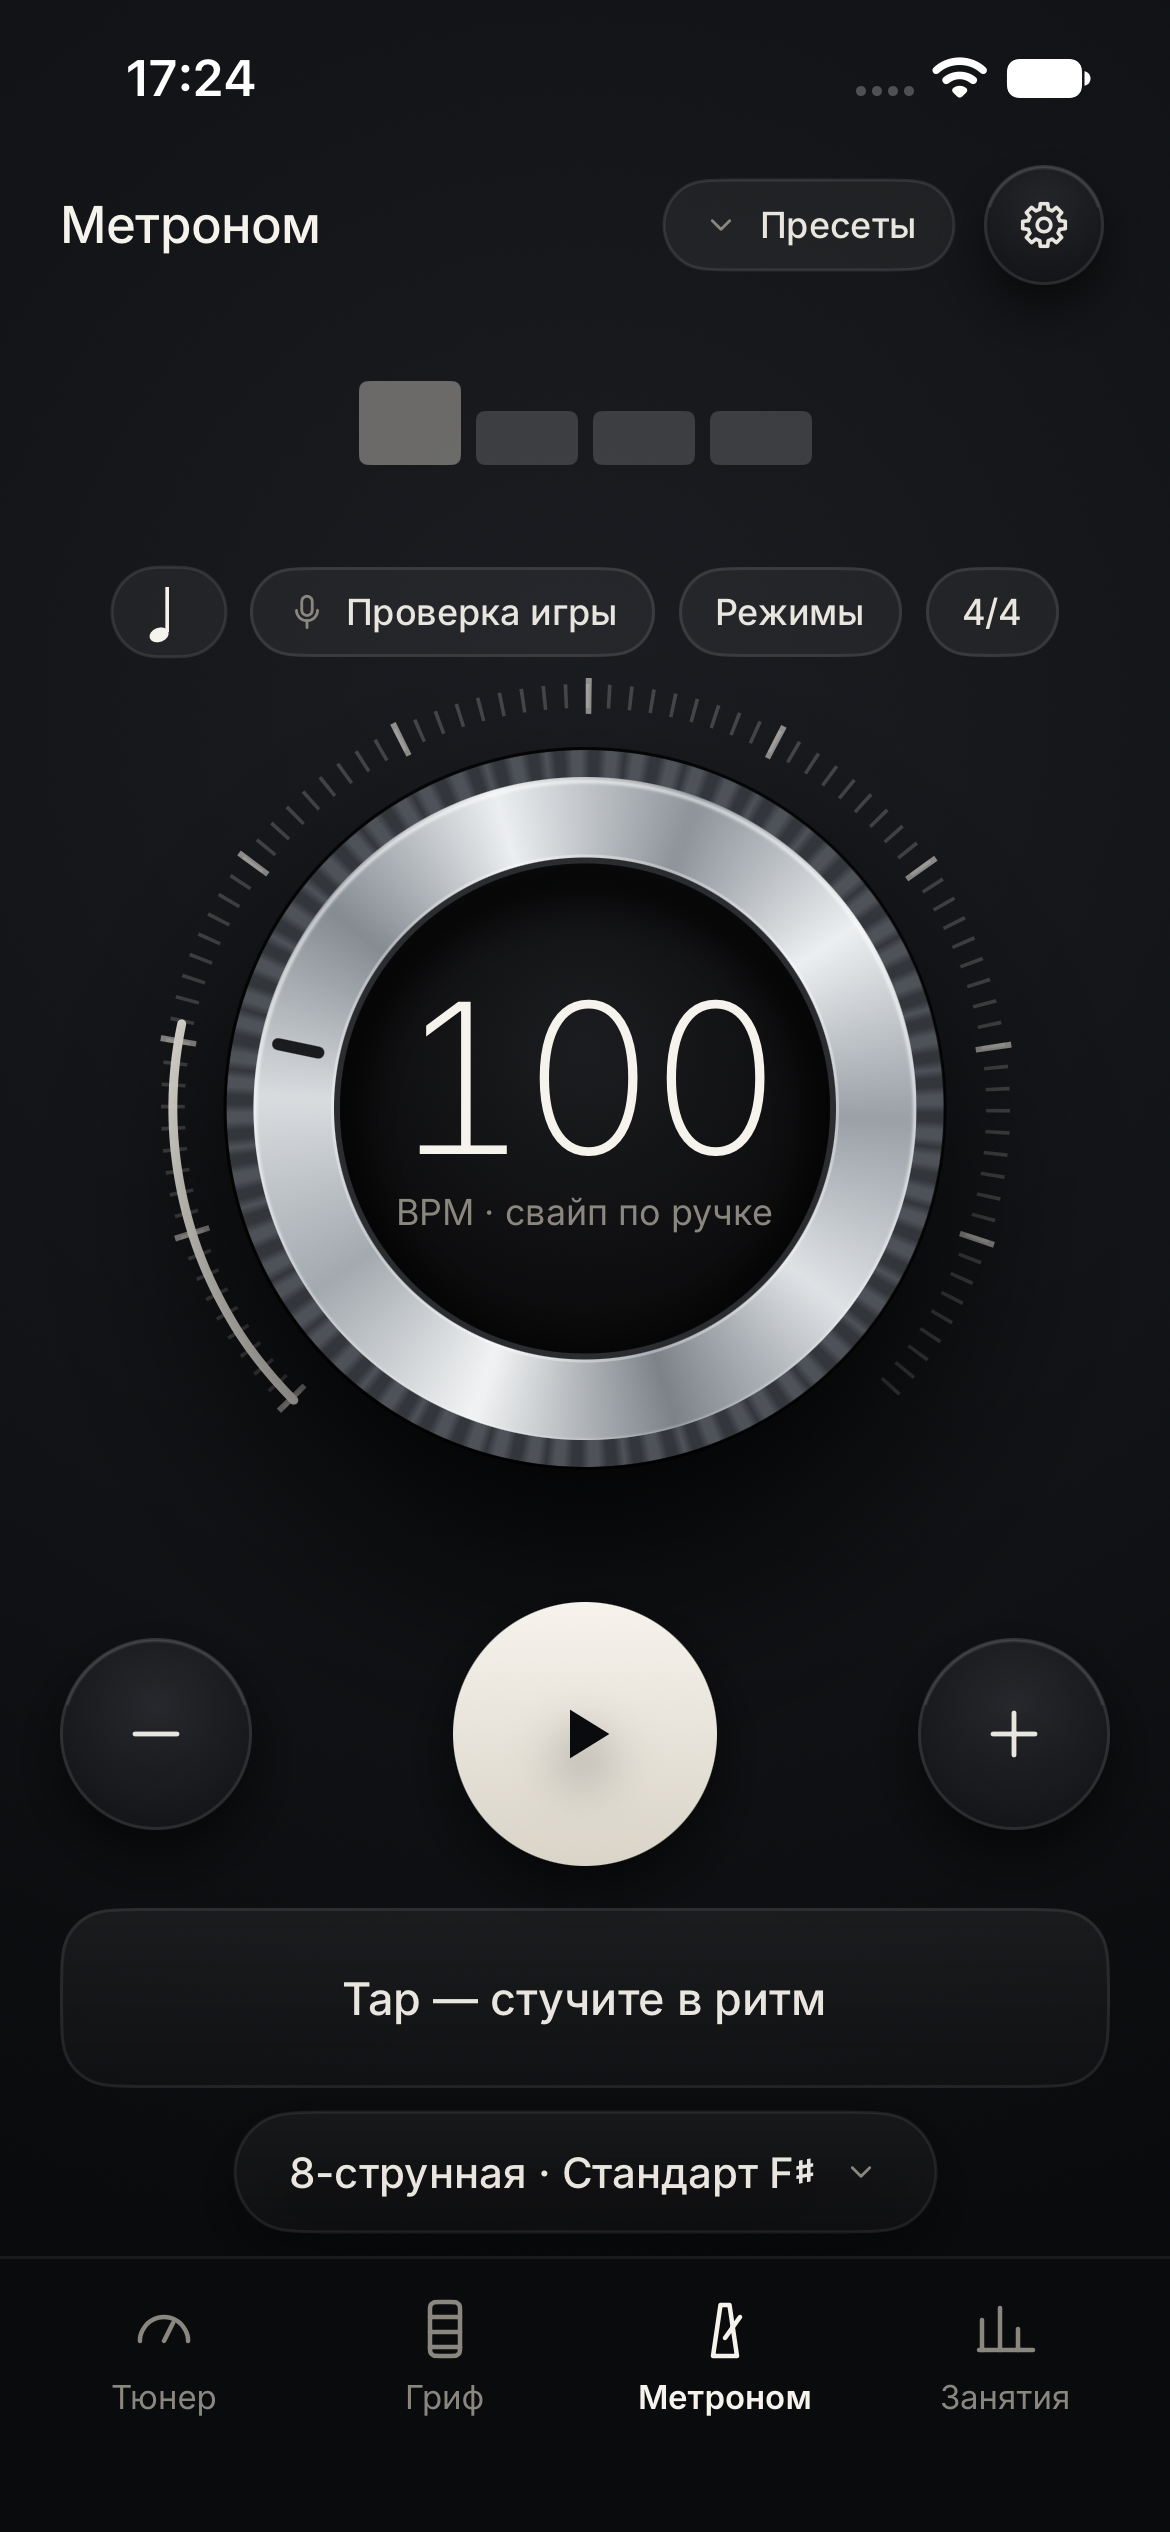 17:24
Метроном
Пресеты
Проверка игры
Режимы
4/4
100
BPM · свайп по ручке
Tap — стучите в ритм
8-струнная · Стандарт F♯
Тюнер
Гриф
Метроном
Занятия